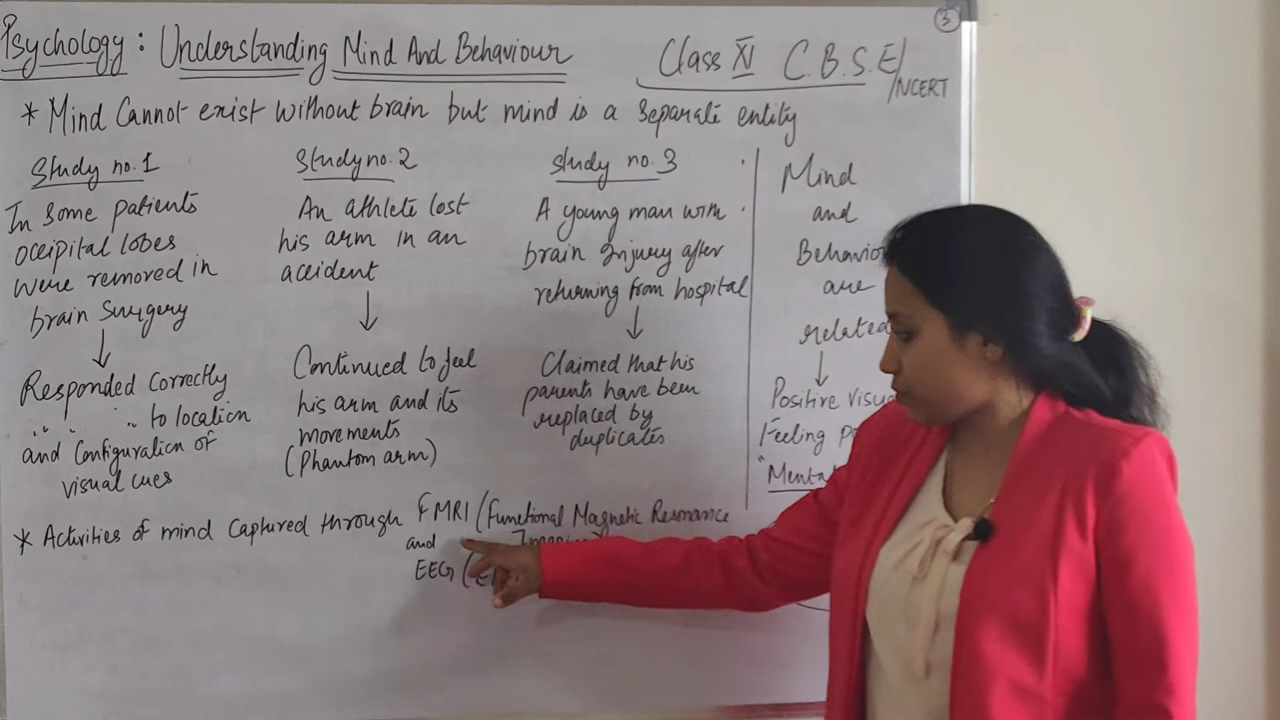 3
Psychology: Understanding Mind And Behaviour
Class XI C.B.S.E/NCERT
* Mind Cannot exist without brain but mind is a separate entity
Study no. 1
In Some patients
occipital lobes
were removed in
brain Surgery
↓
Responded Correctly
" " " to location
and Configuration of
visual cues
Study no. 2
An athlete lost
his arm in an
accident
↓
Continued to feel
his arm and its
movements
(Phantom arm)
Study no. 3
A young man with
brain Injury after
returning from hospital
↓
Claimed that his
parents have been
replaced by
duplicates
Mind
and
are
related
↓
Positive
Feeling
* Activities of mind Captured through FMRI (Functional Magnetic Resonance
and
EEG (